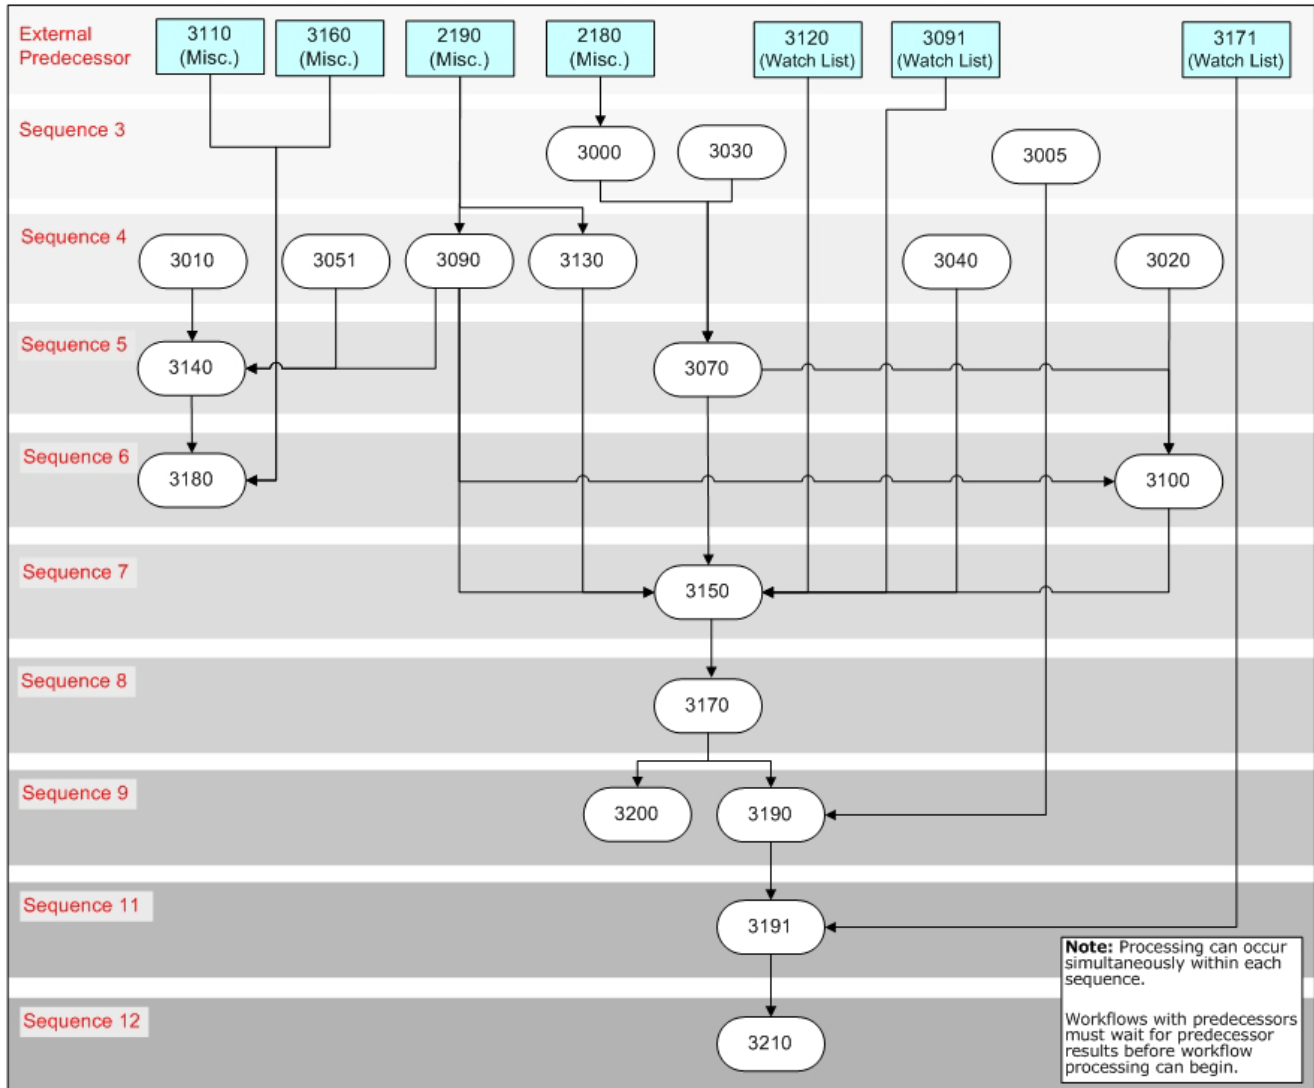 External
Predecessor
3110
(Misc.)
3160
(Misc.)
2190
(Misc.)
2180
(Misc.)
3120
(Watch List)
3091
(Watch List)
3171
(Watch List)
Sequence 3
3000
3030
3005
Sequence 4
3010
3051
3090
3130
3040
3020
Sequence 5
3140
3070
Sequence 6
3180
3100
Sequence 7
3150
Sequence 8
3170
Sequence 9
3200
3190
Sequence 11
3191
Sequence 12
3210
Note: Processing can occur
simultaneously within each
sequence.
Workflows with predecessors
must wait for predecessor
results before workflow
processing can begin.